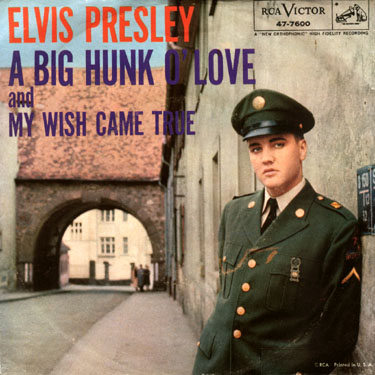 ELVIS PRESLEY
A BIG HUNK O' LOVE
and
MY WISH CAME TRUE
RCA VICTOR
47-7600
A "NEW ORTHOPHONIC" HIGH FIDELITY RECORDING
©RCA Printed in U.S.A.